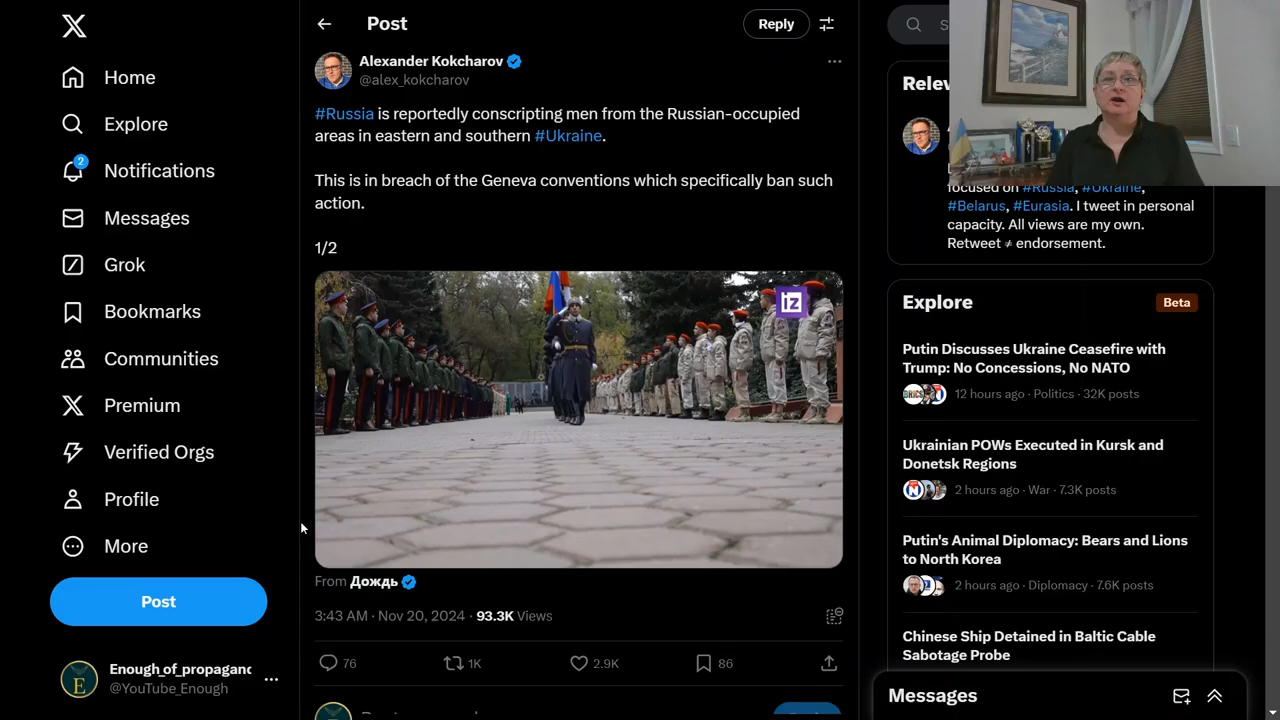 Home
Explore
2
Notifications
Messages
Grok
Bookmarks
Communities
Premium
Verified Orgs
Profile
More
Post
Enough_of_propaganc
@YouTube_Enough
E
Post
Reply
Alexander Kokcharov
@alex_kokcharov
#Russia is reportedly conscripting men from the Russian-occupied
areas in eastern and southern #Ukraine.
This is in breach of the Geneva conventions which specifically ban such
action.
1/2
iz
From Дождь
3:43 AM · Nov 20, 2024 · 93.3K Views
76
1K
2.9K
86
E
S
Relev
focused on #Russia, #Ukraine,
#Belarus, #Eurasia. I tweet in personal
capacity. All views are my own.
Retweet ≠ endorsement.
Explore
Beta
Putin Discusses Ukraine Ceasefire with
Trump: No Concessions, No NATO
12 hours ago · Politics · 32K posts
Ukrainian POWs Executed in Kursk and
Donetsk Regions
2 hours ago · War · 7.3K posts
Putin's Animal Diplomacy: Bears and Lions
to North Korea
2 hours ago · Diplomacy · 7.6K posts
Chinese Ship Detained in Baltic Cable
Sabotage Probe
Messages